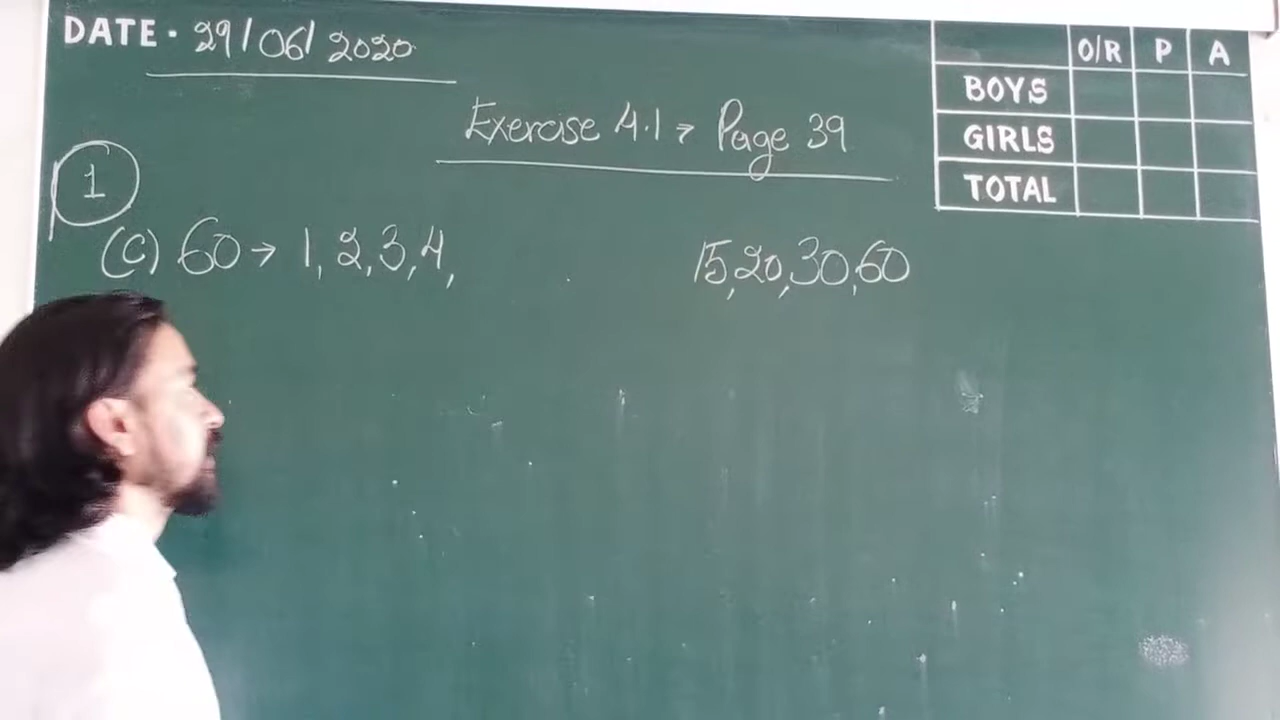 DATE · 29/06/2020
O/R P A
BOYS
GIRLS
TOTAL
Exercise 4.1 → Page 39
1
(C) 60 → 1, 2, 3, 4, 15, 20, 30, 60